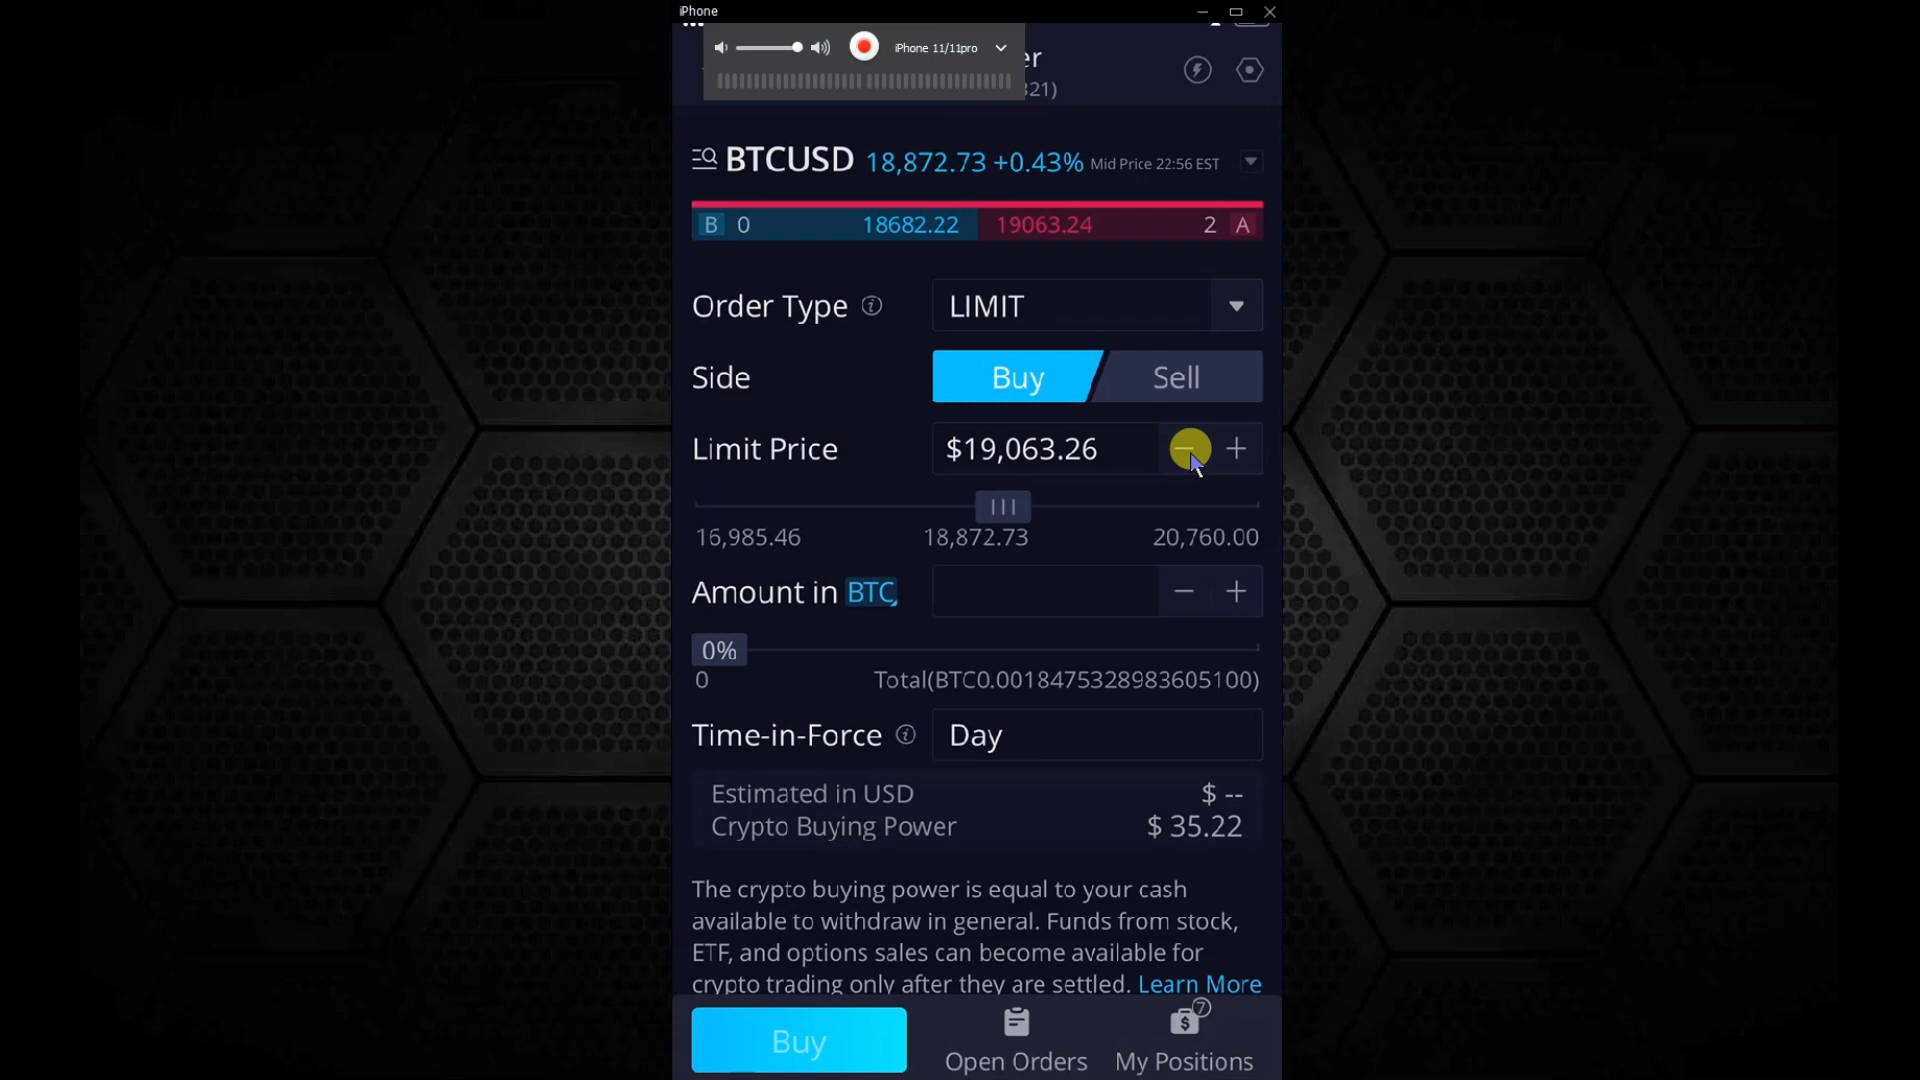 iPhone
iPhone 11/11pro
er
321)
BTCUSD 18,872.73 +0.43% Mid Price 22:56 EST
B 0 18682.22 19063.24 2 A
Order Type LIMIT
Side Buy Sell
Limit Price $19,063.26 − +
16,985.46 18,872.73 20,760.00
Amount in BTC − +
0%
0 Total(BTC0.0018475328983605100)
Time-in-Force Day
Estimated in USD $ --
Crypto Buying Power $ 35.22
The crypto buying power is equal to your cash
available to withdraw in general. Funds from stock,
ETF, and options sales can become available for
crypto trading only after they are settled. Learn More
7
Buy Open Orders My Positions